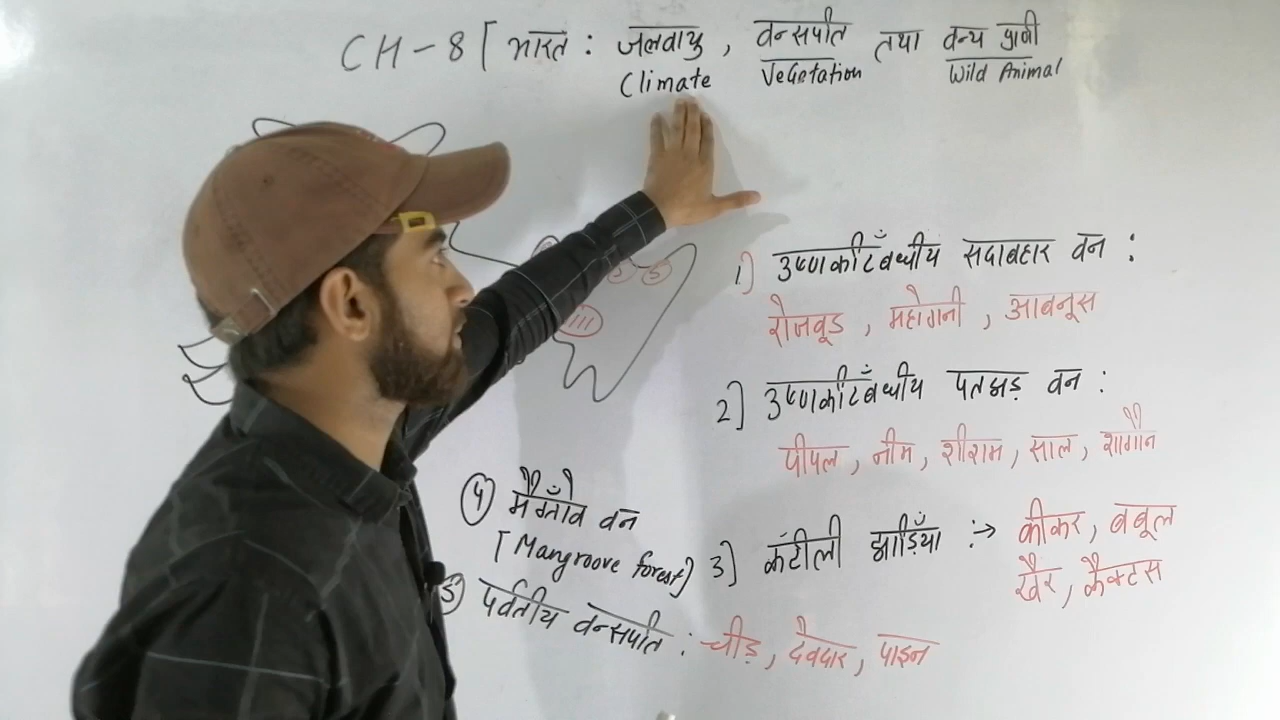 CH-8 [ भारत : जलवायु , वनस्पति तथा वन्य प्राणी
Climate Vegetation Wild Animal
1) उष्णकटिबंधीय सदाबहार वन :
रोजवूड , महोगनी , आबनूस
2) उष्णकटिबंधीय पतझड़ वन :
पीपल , नीम , शीशम , साल , शागौन
3) कंटीली झाड़ियाँ :→ कीकर , बबूल
खैर , कैक्टस
4 मैंग्रोव वन
[Mangroove forest]
5 पर्वतीय वनस्पति : चीड़ , देवदार , पाइन